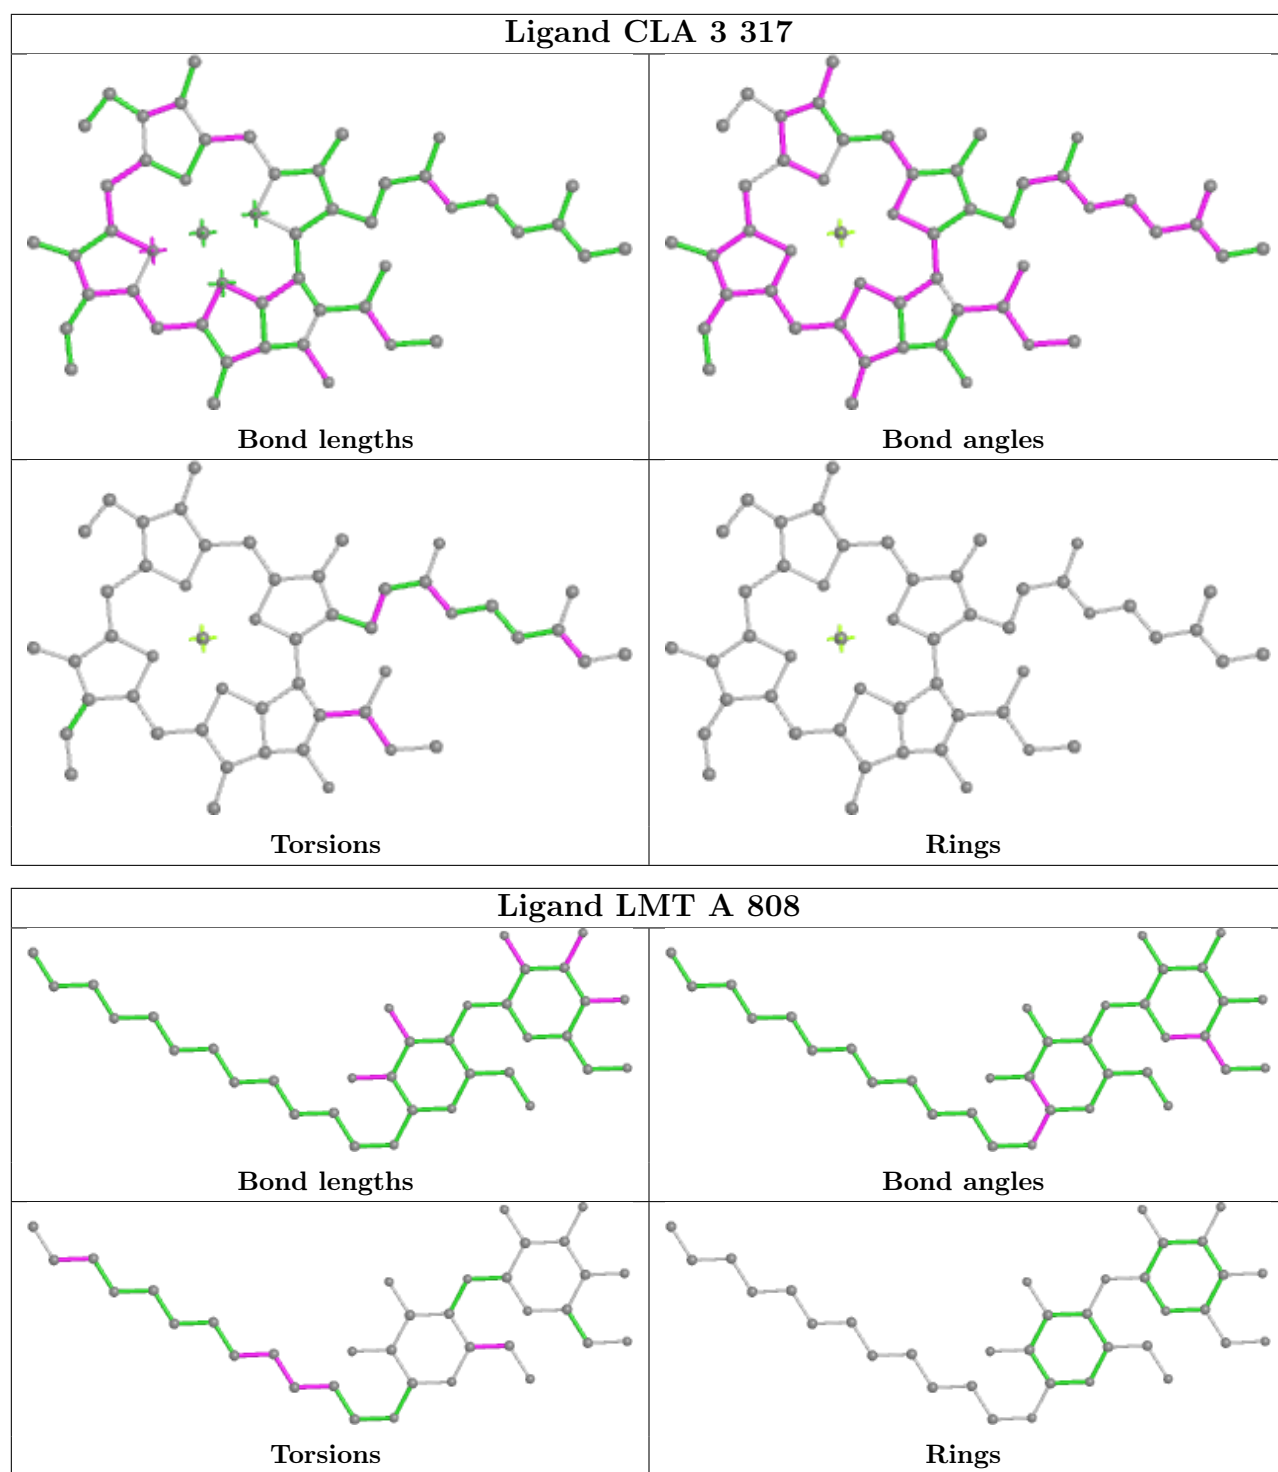 Ligand CLA 3 317
Bond lengths
Bond angles
Torsions
Rings
Ligand LMT A 808
Bond lengths
Bond angles
Torsions
Rings